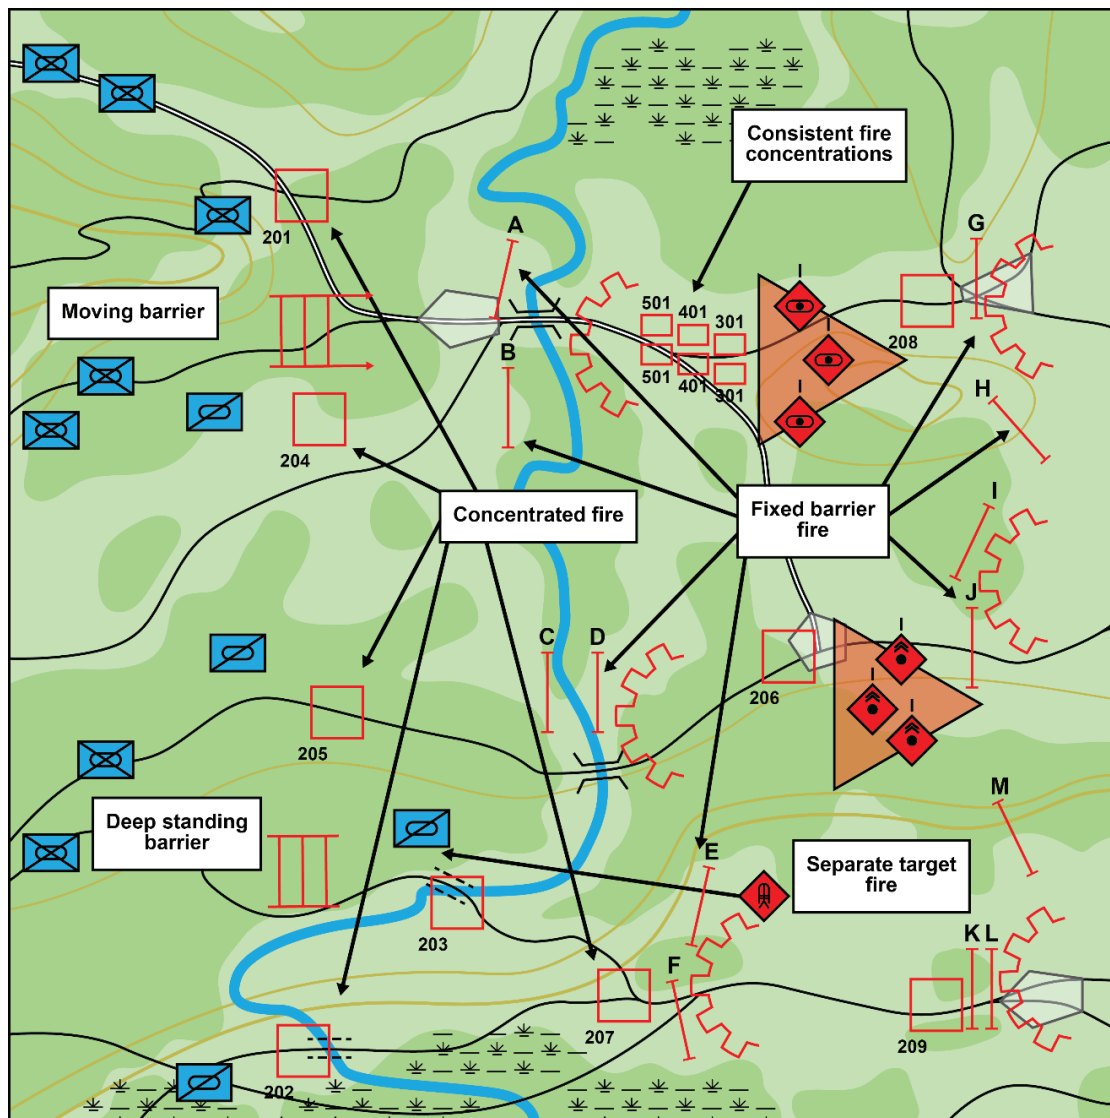 Consistent fire
concentrations
A
G
201
501
401
301
I
Moving barrier
I
208
B
501
401
301
I
H
204
Concentrated fire
Fixed barrier
fire
I
J
C
D
I
206
I
I
205
Deep standing
barrier
M
E
Separate target
fire
203
K
L
F
207
209
202